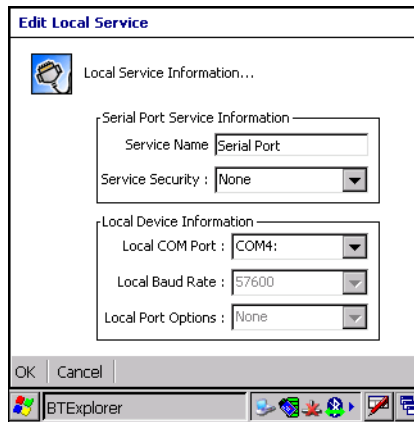 Edit Local Service
Local Service Information...
Serial Port Service Information
Service Name Serial Port
Service Security : None
Local Device Information
Local COM Port : COM4:
Local Baud Rate : 57600
Local Port Options : None
OK Cancel
BTExplorer